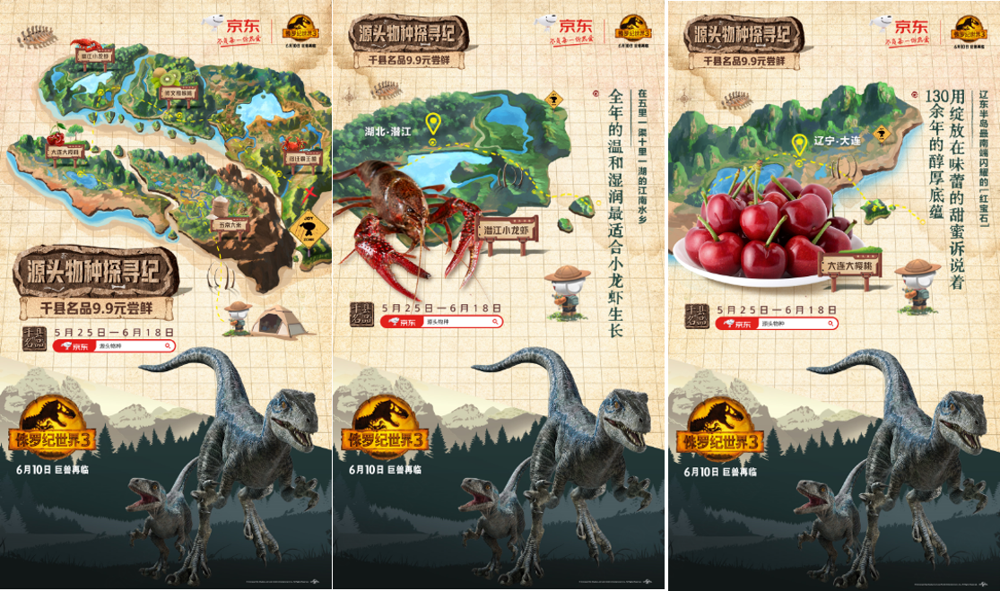 京东
不负每一份热爱
侏罗纪世界3
6月10日 巨兽再临
潜江小龙虾
大连大樱桃
五常大米
JOY
源头物种探寻纪
千县名品9.9元尝鲜
千县名品
5月25日—6月18日
京东
源头物种
侏罗纪世界3
6月10日 巨兽再临
源头物种探寻纪
千县名品9.9元尝鲜
京东
不负每一份热爱
侏罗纪世界3
6月10日 巨兽再临
在五里一渠十里一湖的江南水乡
全年的温和湿润最适合小龙虾生长
湖北·潜江
潜江小龙虾
千县名品
5月25日—6月18日
京东
源头物种
侏罗纪世界3
6月10日 巨兽再临
源头物种探寻纪
千县名品9.9元尝鲜
京东
不负每一份热爱
侏罗纪世界3
6月10日 巨兽再临
辽东半岛最南端闪耀的「红宝石」
用绽放在味蕾的甜蜜诉说着
130余年的醇厚底蕴
辽宁·大连
大连大樱桃
千县名品
5月25日—6月18日
京东
源头物种
侏罗纪世界3
6月10日 巨兽再临